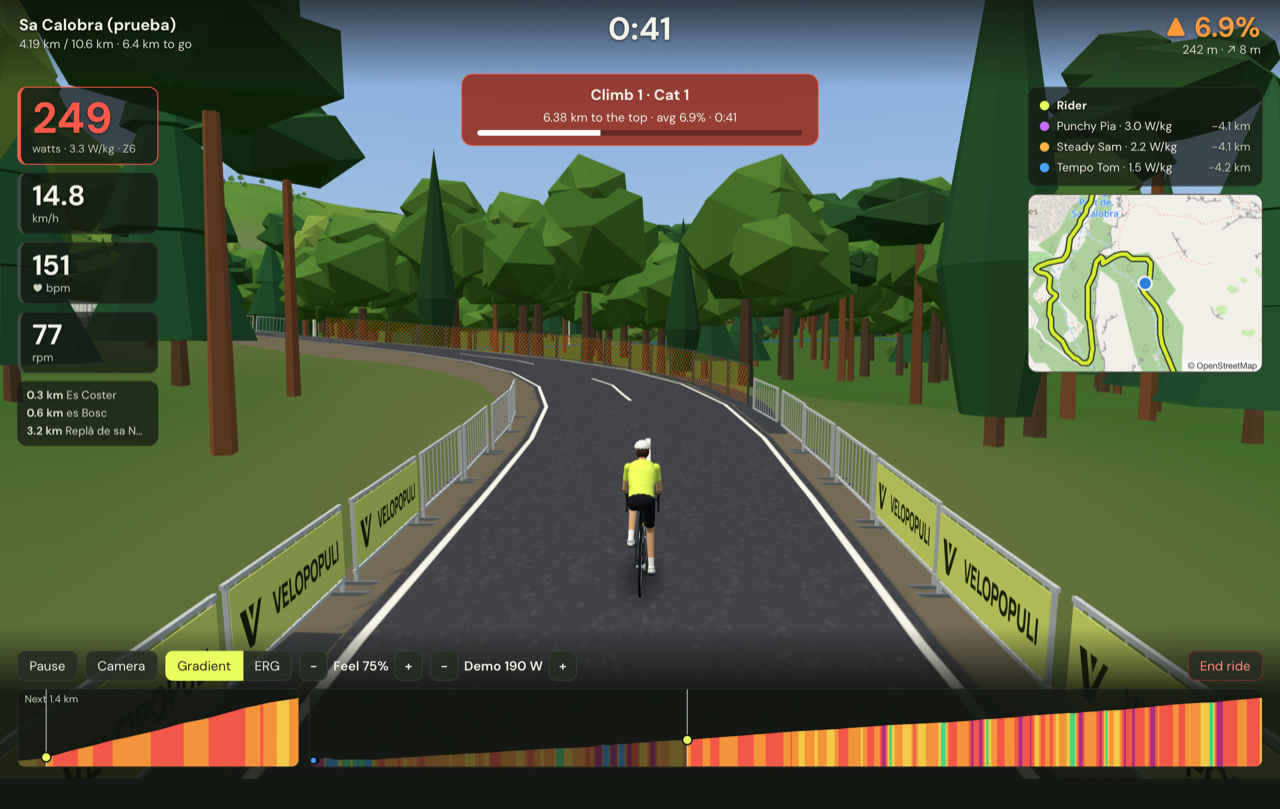 Sa Calobra (prueba)
4.19 km / 10.6 km · 6.4 km to go
0:41
6.9%
242 m · ↗ 8 m
249
watts · 3.3 W/kg · Z6
14.8
km/h
151
bpm
77
rpm
0.3 km Es Coster
0.6 km es Bosc
3.2 km Replà de sa N...
Climb 1 · Cat 1
6.38 km to the top · avg 6.9% · 0:41
Rider
Punchy Pia · 3.0 W/kg −4.1 km
Steady Sam · 2.2 W/kg −4.1 km
Tempo Tom · 1.5 W/kg −4.2 km
© OpenStreetMap
VELOPOPULI
VELOPOPULI
VELOPOPULI
VELOPOPULI
Pause
Camera
Gradient
ERG
- Feel 75% +
- Demo 190 W +
End ride
Next 1.4 km